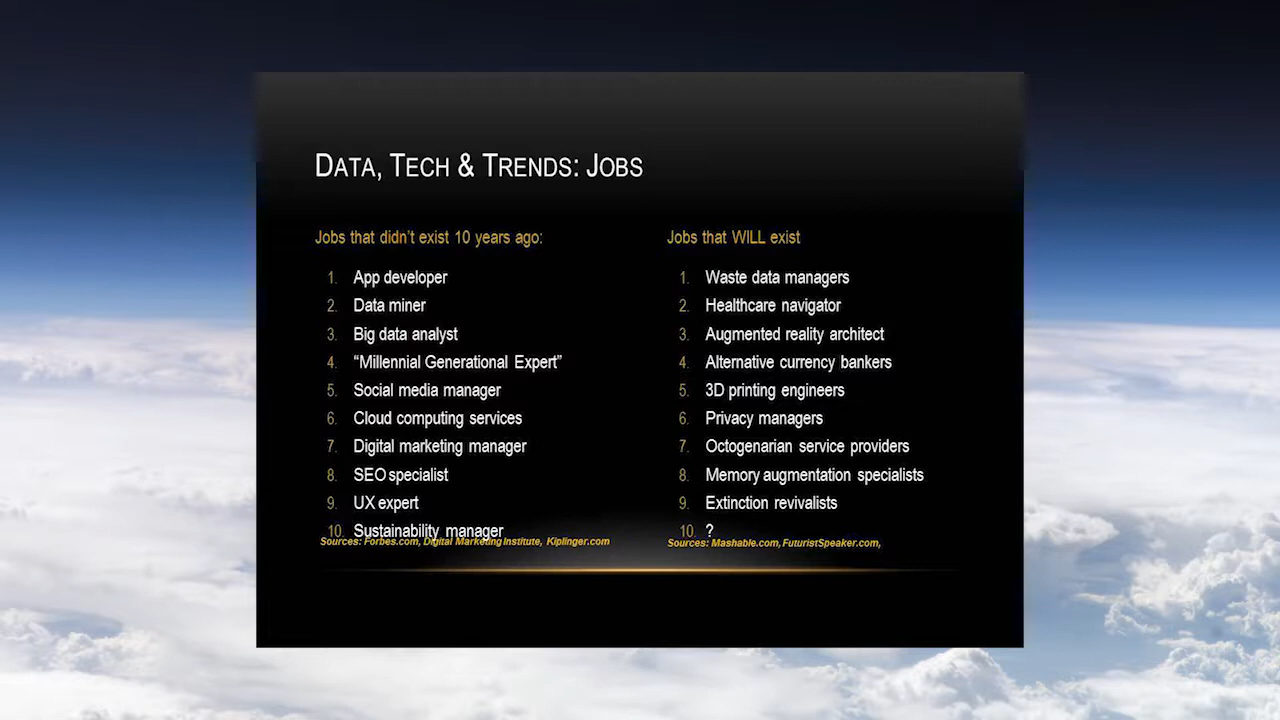 DATA, TECH & TRENDS: JOBS
Jobs that didn't exist 10 years ago:
1. App developer
2. Data miner
3. Big data analyst
4. “Millennial Generational Expert”
5. Social media manager
6. Cloud computing services
7. Digital marketing manager
8. SEO specialist
9. UX expert
10. Sustainability manager
Sources: Forbes.com, Digital Marketing Institute, Kiplinger.com
Jobs that WILL exist
1. Waste data managers
2. Healthcare navigator
3. Augmented reality architect
4. Alternative currency bankers
5. 3D printing engineers
6. Privacy managers
7. Octogenarian service providers
8. Memory augmentation specialists
9. Extinction revivalists
10. ?
Sources: Mashable.com, FuturistSpeaker.com,